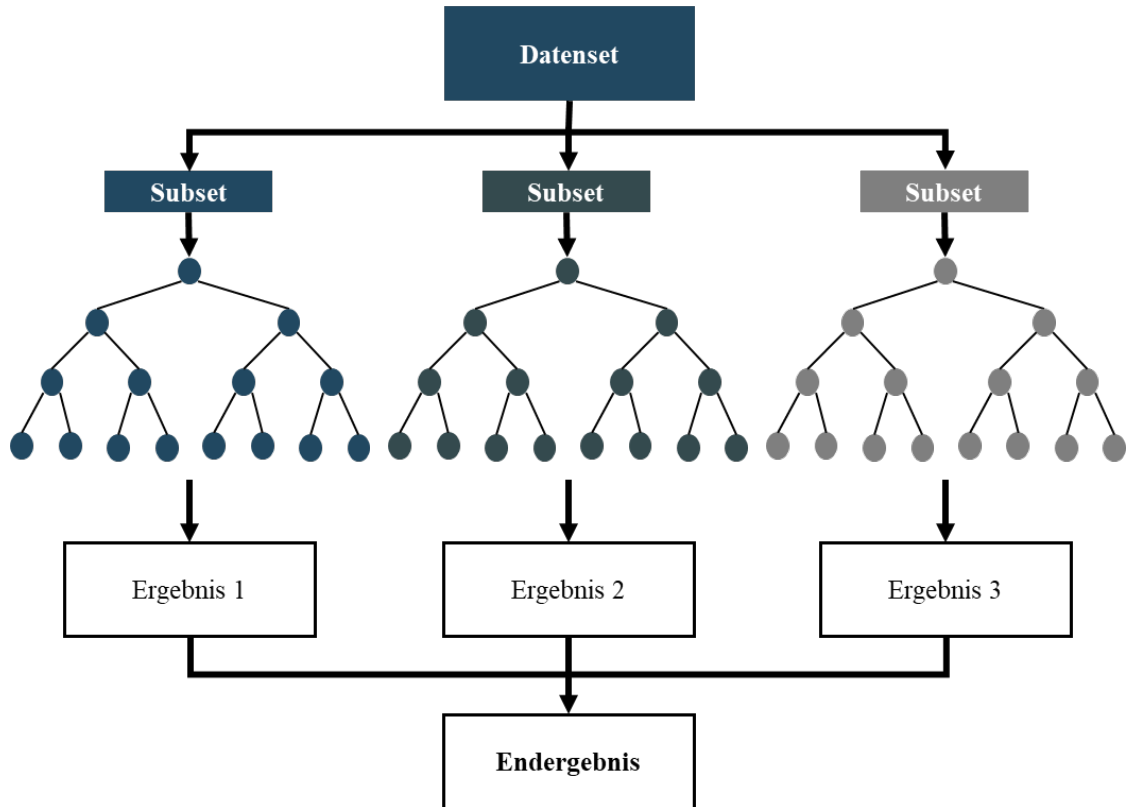 Datenset
Subset
Subset
Subset
Ergebnis 1
Ergebnis 2
Ergebnis 3
Endergebnis